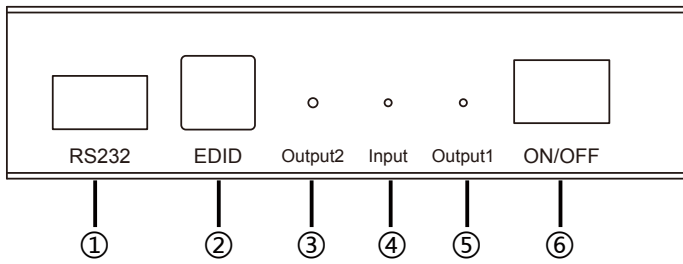 RS232 EDID Output2 Input Output1 ON/OFF
① ② ③ ④ ⑤ ⑥